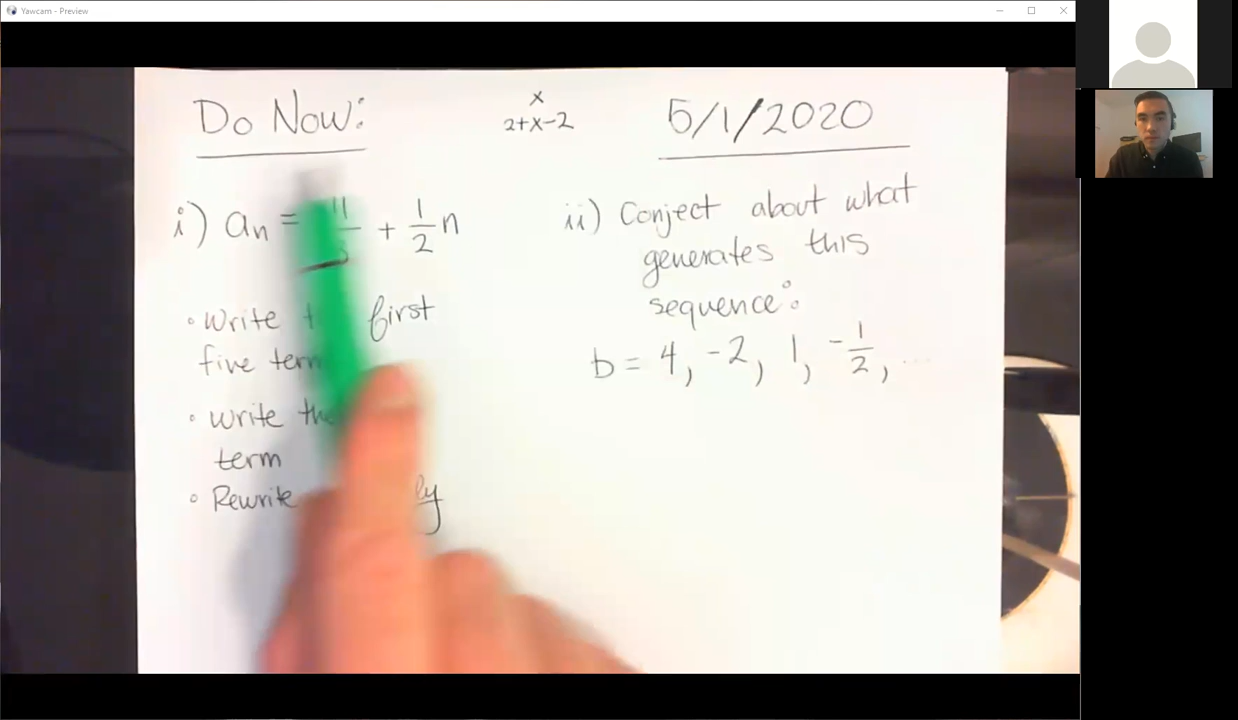 Yawcam - Preview
Do Now:
x
2+x-2
5/1/2020
i) aₙ = + 1/2 n
• Write first
five
• Write the
term
• Rewrite
ii) Conject about what
generates this
sequence:
b = 4, -2, 1, -1/2, ...